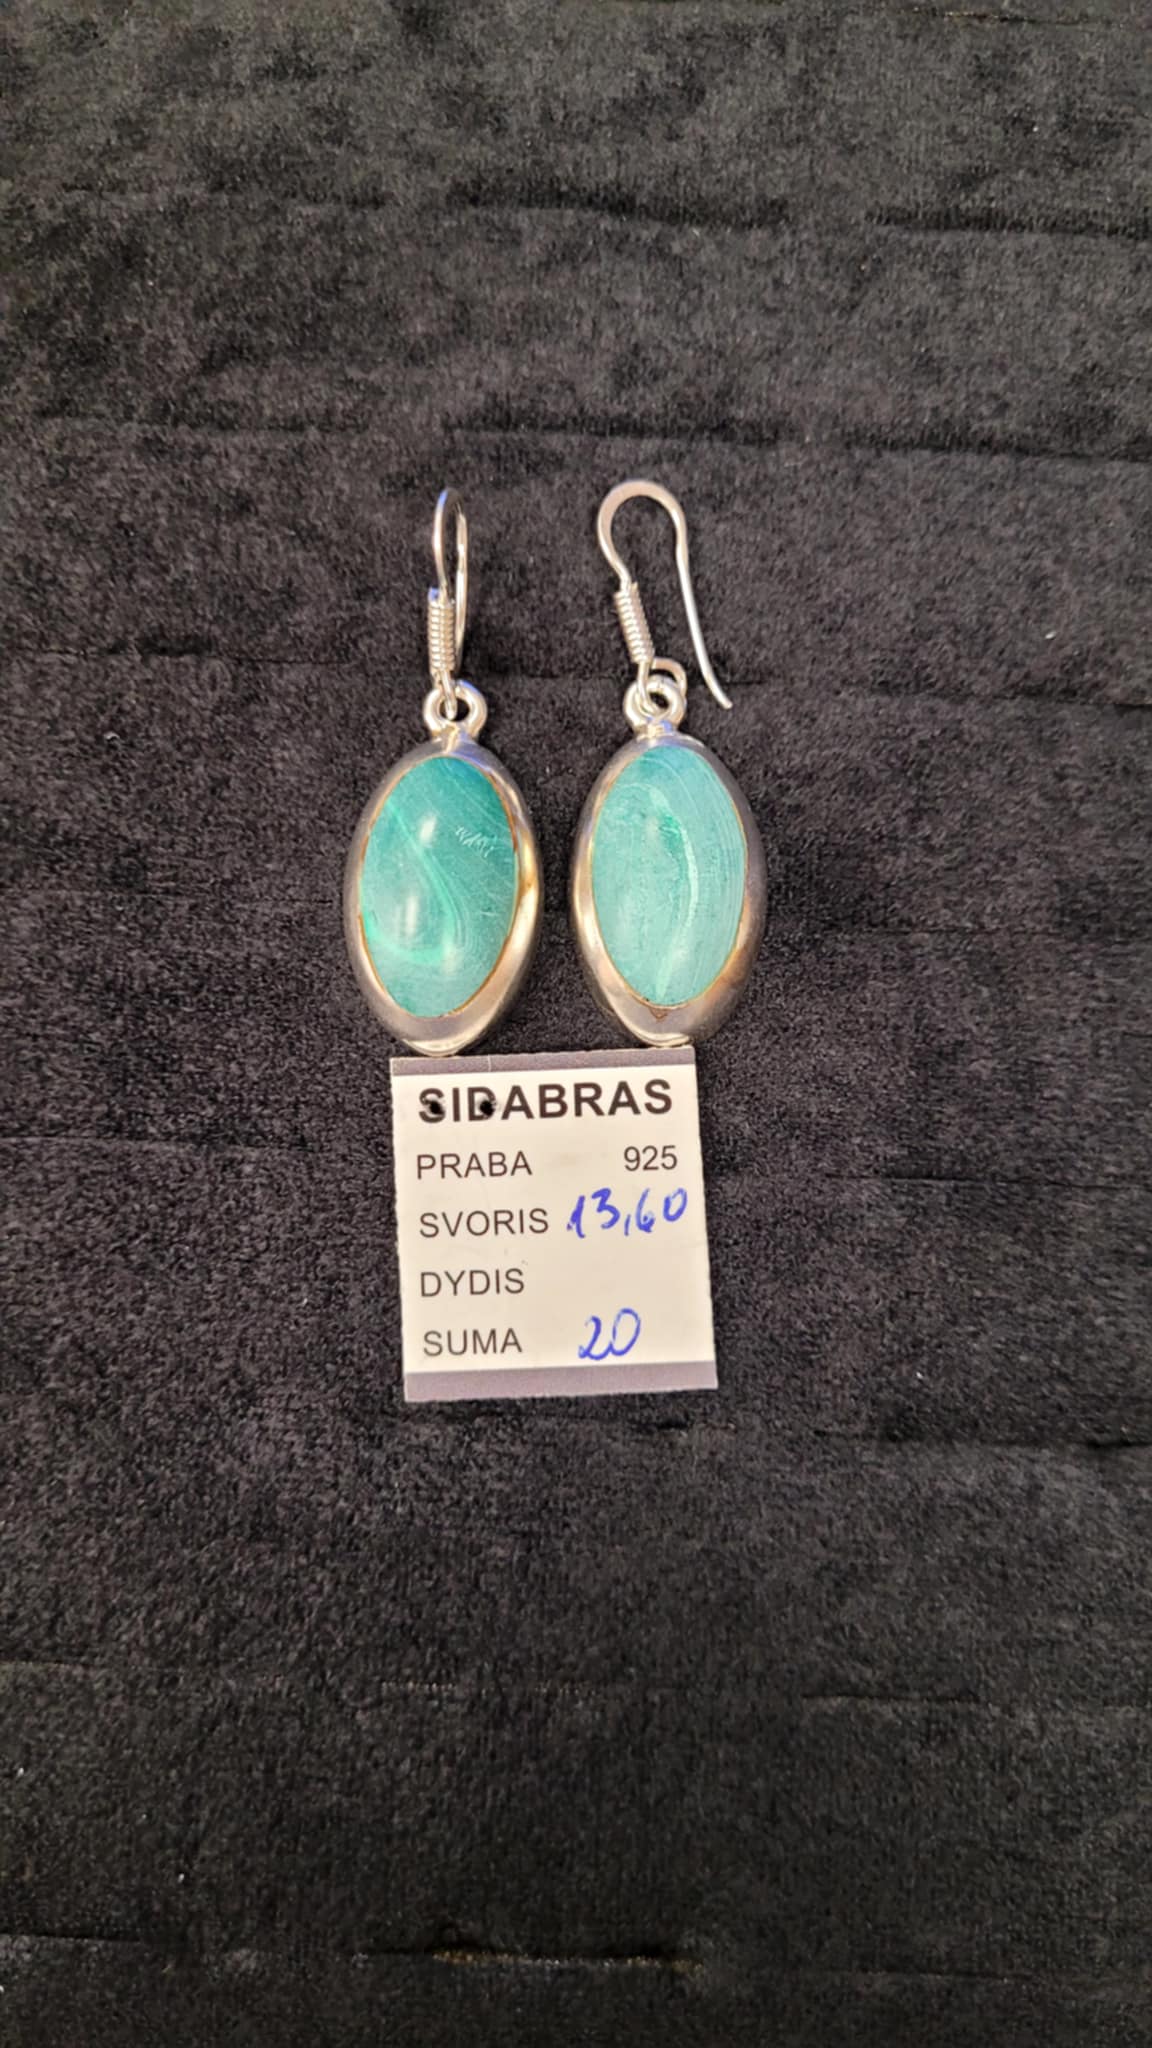 SIDABRAS
PRABA 925
SVORIS 13,60
DYDIS
SUMA 20